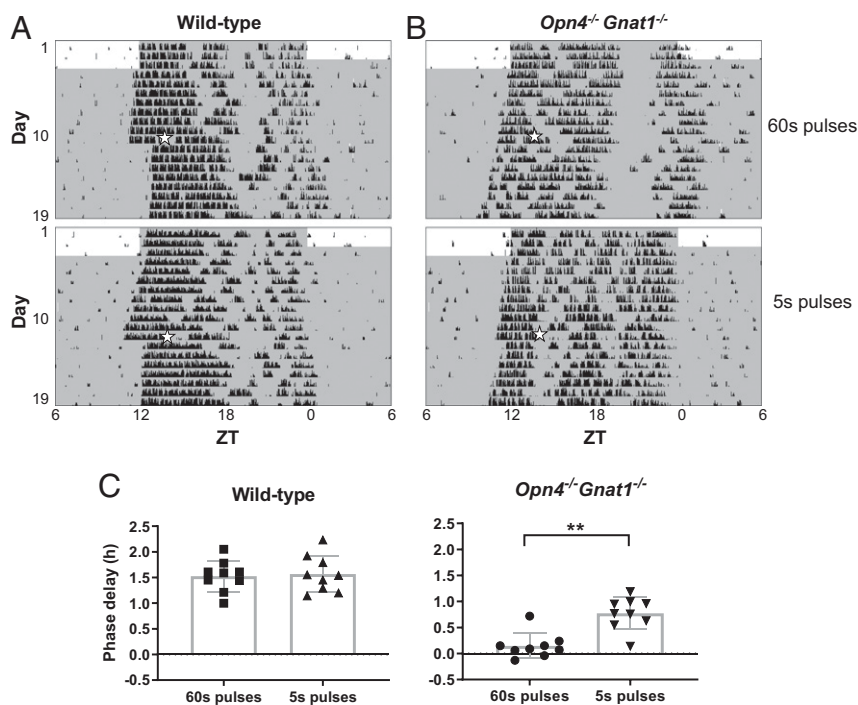 A
Wild-type
B
Opn4-/- Gnat1-/-
1
Day
10
19
60s pulses
1
Day
10
19
5s pulses
6 12 18 0 6
ZT
6 12 18 0 6
ZT
C
Wild-type
Phase delay (h)
2.5
2.0
1.5
1.0
0.5
0.0
-0.5
60s pulses 5s pulses
Opn4-/-Gnat1-/-
**
2.5
2.0
1.5
1.0
0.5
0.0
-0.5
60s pulses 5s pulses